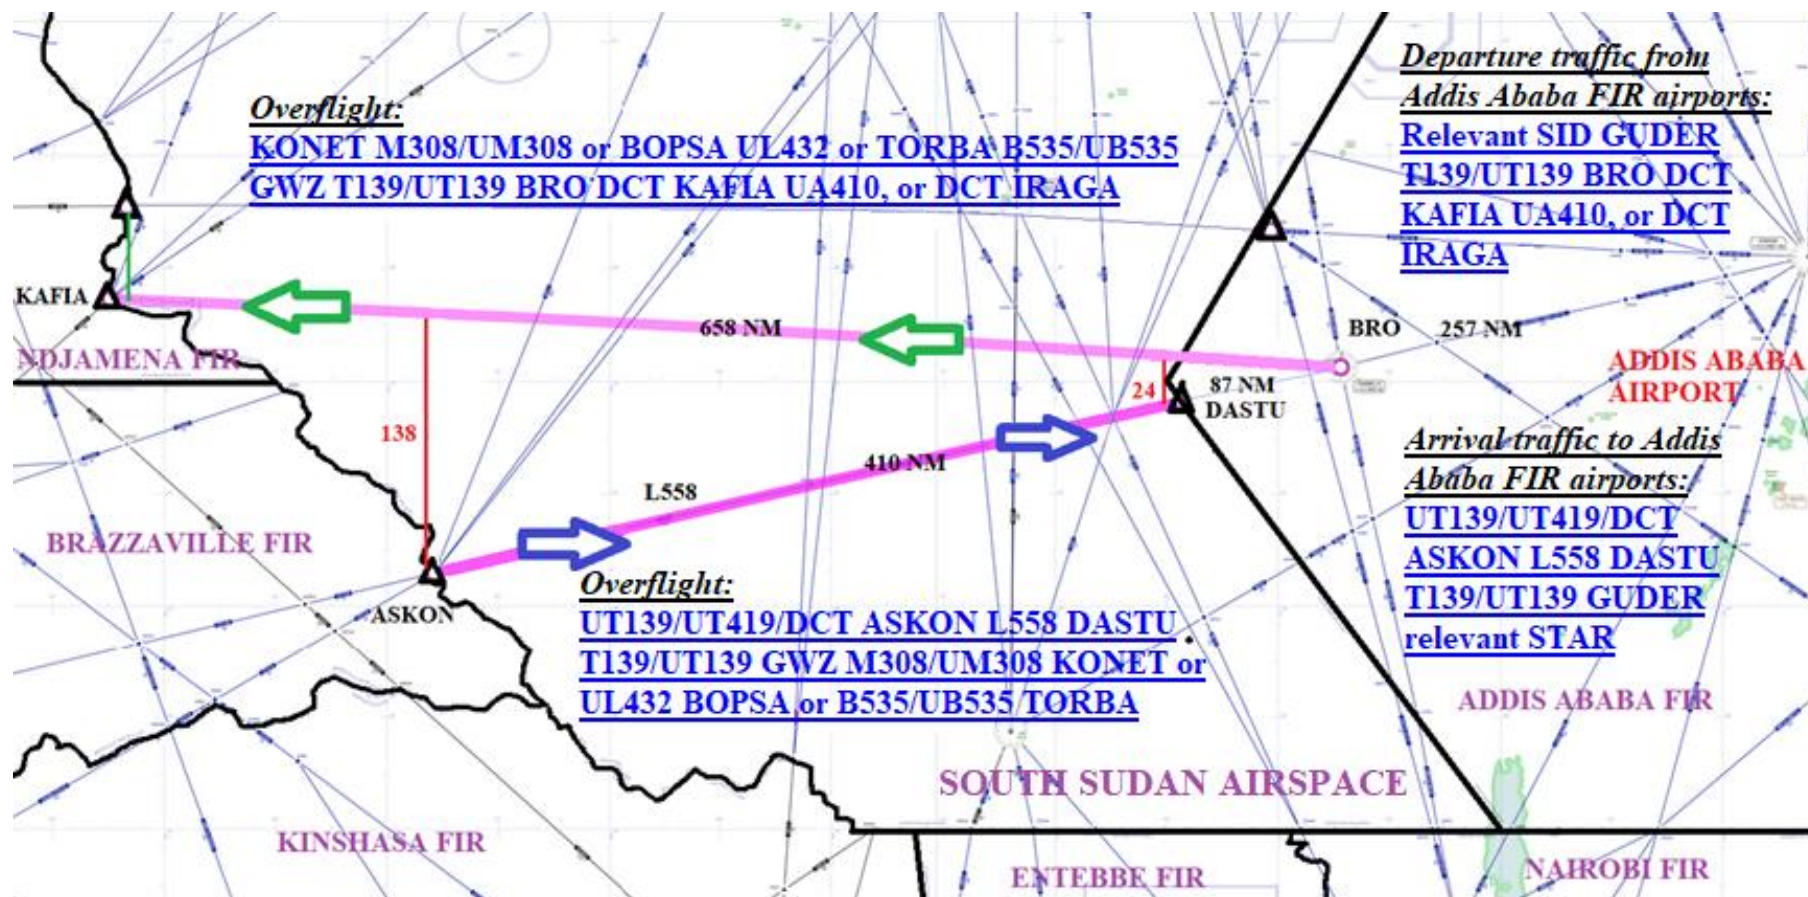 Overflight:
KONET M308/UM308 or BOPSA UL432 or TORBA B535/UB535
GWZ T139/UT139 BRO DCT KAFIA UA410, or DCT IRAGA
Departure traffic from
Addis Ababa FIR airports:
Relevant SID GUDER
T139/UT139 BRO DCT
KAFIA UA410, or DCT
IRAGA
KAFIA
658 NM
BRO
257 NM
NDJAMENA FIR
ADDIS ABABA
AIRPORT
24
87 NM
DASTU
138
410 NM
L558
Arrival traffic to Addis
Ababa FIR airports:
UT139/UT419/DCT
ASKON L558 DASTU
T139/UT139 GUDER
relevant STAR
BRAZZAVILLE FIR
ASKON
Overflight:
UT139/UT419/DCT ASKON L558 DASTU
T139/UT139 GWZ M308/UM308 KONET or
UL432 BOPSA or B535/UB535 TORBA
ADDIS ABABA FIR
SOUTH SUDAN AIRSPACE
KINSHASA FIR
ENTEBBE FIR
NAIROBI FIR